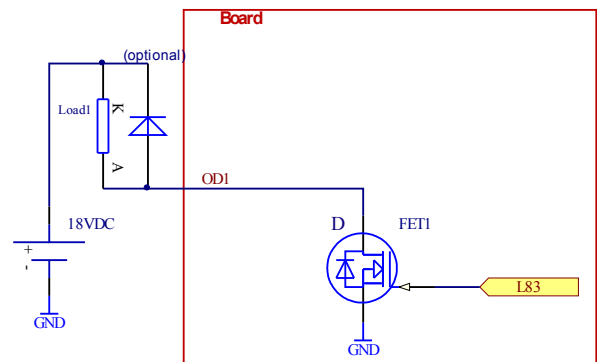 Board
(optional)
Load1
K
A
OD1
18VDC
+
-
GND
D
FET1
L83
GND